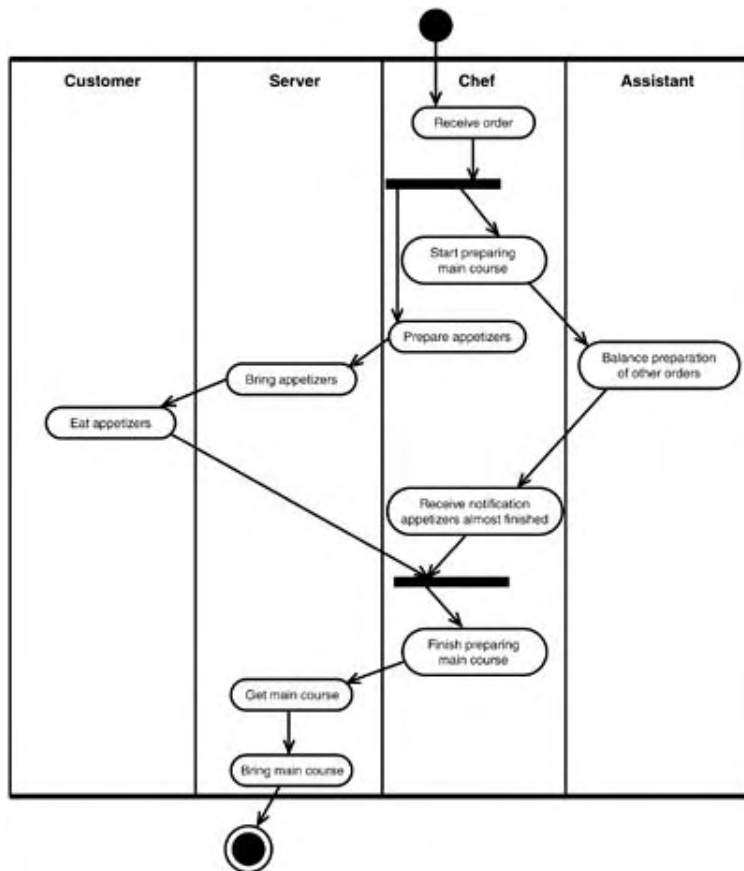 Customer
Server
Chef
Assistant
Receive order
Start preparing
main course
Prepare appetizers
Balance preparation
of other orders
Bring appetizers
Eat appetizers
Receive notification
appetizers almost finished
Finish preparing
main course
Get main course
Bring main course